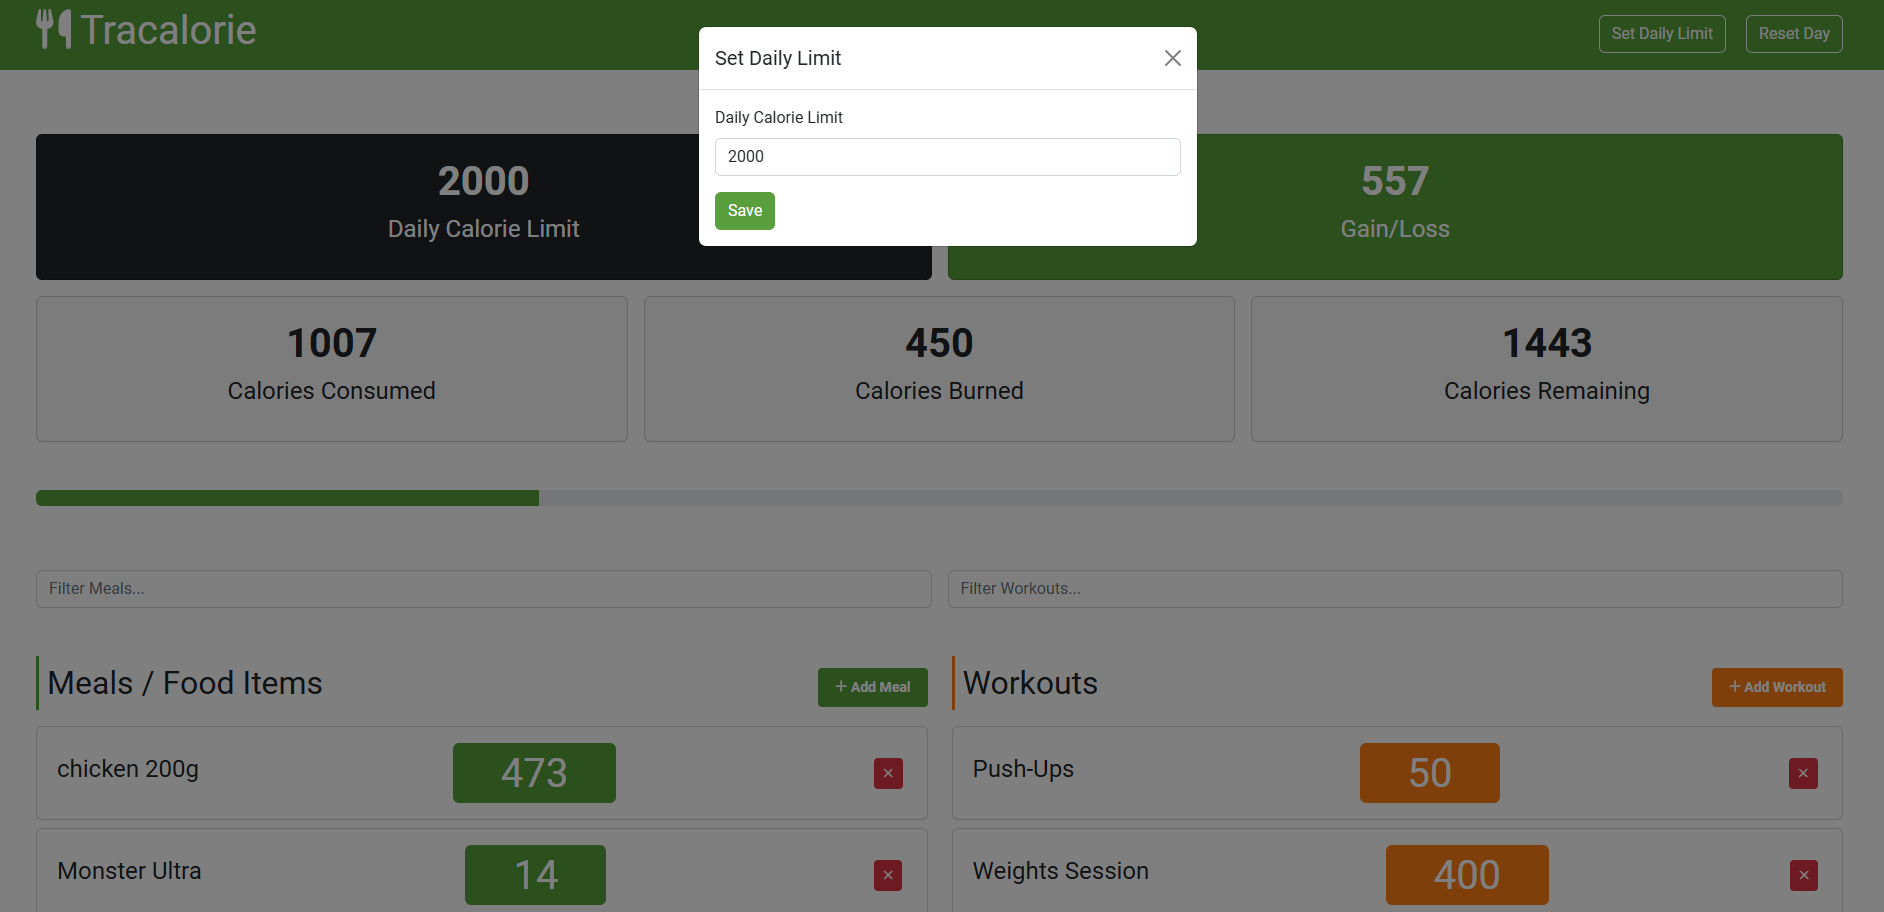 Tracalorie
Set Daily Limit
Reset Day
Set Daily Limit
Daily Calorie Limit
2000
Save
2000
Daily Calorie Limit
557
Gain/Loss
1007
Calories Consumed
450
Calories Burned
1443
Calories Remaining
Filter Meals...
Filter Workouts...
Meals / Food Items
+ Add Meal
chicken 200g
473
Monster Ultra
14
Workouts
+ Add Workout
Push-Ups
50
Weights Session
400